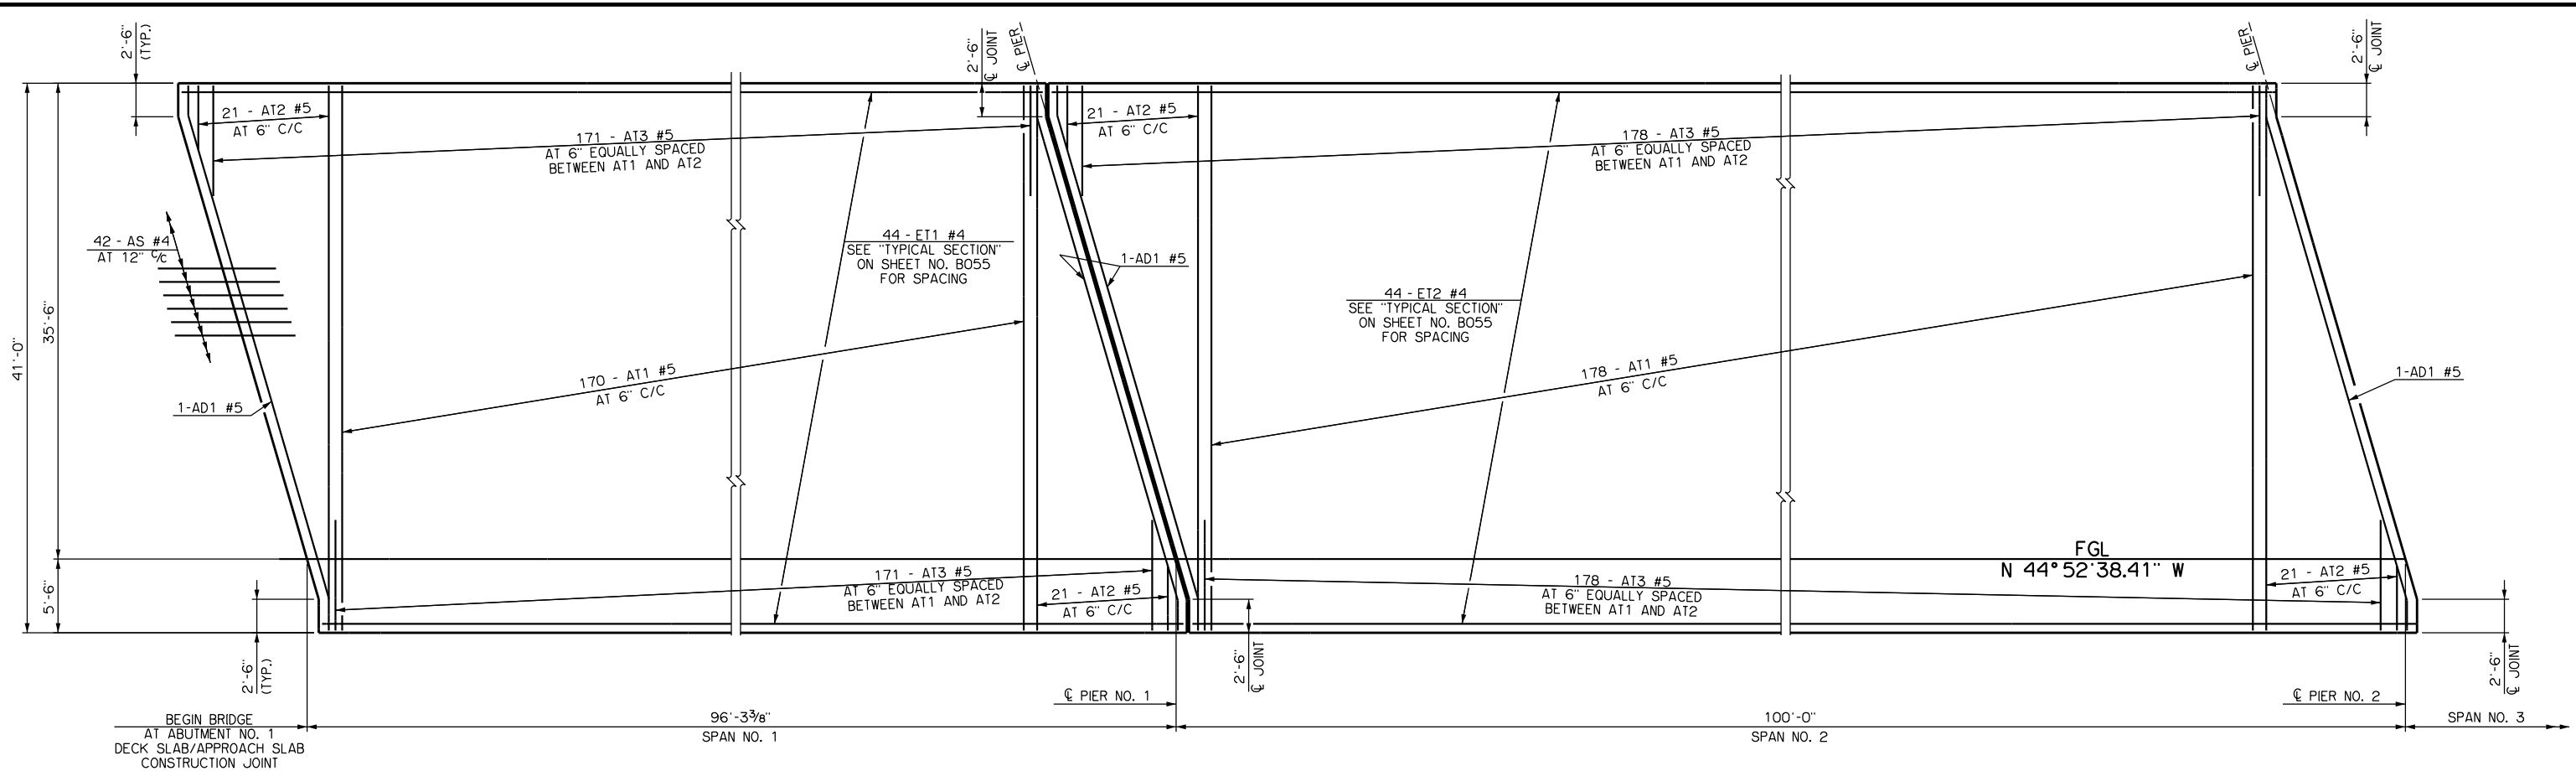 2'-6"
(TYP.)
2'-6"
℄ JOINT
℄ PIER
℄ PIER
2'-6"
℄ JOINT
21 - AT2 #5
AT 6" C/C
171 - AT3 #5
AT 6" EQUALLY SPACED
BETWEEN AT1 AND AT2
21 - AT2 #5
AT 6" C/C
178 - AT3 #5
AT 6" EQUALLY SPACED
BETWEEN AT1 AND AT2
42 - AS #4
AT 12" C/C
44 - ET1 #4
SEE "TYPICAL SECTION"
ON SHEET NO. B055
FOR SPACING
1-AD1 #5
44 - ET2 #4
SEE "TYPICAL SECTION"
ON SHEET NO. B055
FOR SPACING
41'-0"
35'-6"
170 - AT1 #5
AT 6" C/C
178 - AT1 #5
AT 6" C/C
1-AD1 #5
1-AD1 #5
FGL
N 44°52'38.41" W
5'-6"
171 - AT3 #5
AT 6" EQUALLY SPACED
BETWEEN AT1 AND AT2
21 - AT2 #5
AT 6" C/C
178 - AT3 #5
AT 6" EQUALLY SPACED
BETWEEN AT1 AND AT2
21 - AT2 #5
AT 6" C/C
2'-6"
(TYP.)
2'-6"
℄ JOINT
2'-6"
℄ JOINT
℄ PIER NO. 1
℄ PIER NO. 2
BEGIN BRIDGE
AT ABUTMENT NO. 1
DECK SLAB/APPROACH SLAB
CONSTRUCTION JOINT
96'-3⅜"
SPAN NO. 1
100'-0"
SPAN NO. 2
SPAN NO. 3